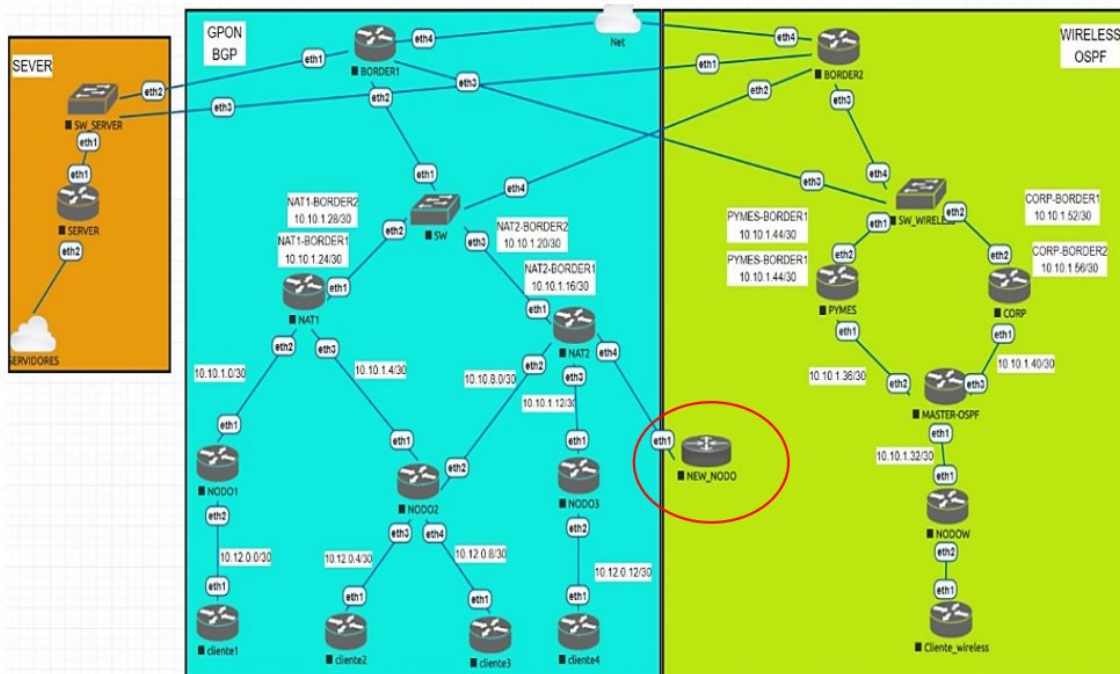 SEVER
eth2
eth3
SW_SERVER
eth1
eth1
SERVER
eth2
SERVIDORES
GPON
BGP
BORDER1
eth4
eth1
eth2
eth3
Net
eth1
SW
eth4
eth2
eth3
NAT1-BORDER2
10.10.1.28/30
NAT1-BORDER1
10.10.1.24/30
NAT2-BORDER2
10.10.1.20/30
NAT2-BORDER1
10.10.1.16/30
eth1
NAT1
eth2
eth3
eth1
NAT2
eth2
eth3
eth4
10.10.1.0/30
10.10.1.4/30
10.10.8.0/30
10.10.1.12/30
eth1
NODO1
eth2
eth1
eth2
NODO2
eth3
eth4
eth1
NODO3
eth2
eth1
NEW_NODO
10.12.0.0/30
10.12.0.4/30
10.12.0.8/30
10.12.0.12/30
eth1
cliente1
eth1
cliente2
eth1
cliente3
eth1
cliente4
WIRELESS
OSPF
eth4
eth1
BORDER2
eth2
eth3
eth3
eth4
SW_WIRELESS
eth1
eth2
PYMES-BORDER1
10.10.1.44/30
PYMES-BORDER1
10.10.1.44/30
CORP-BORDER1
10.10.1.52/30
CORP-BORDER2
10.10.1.56/30
PYMES
eth1
CORP
eth1
10.10.1.36/30
10.10.1.40/30
eth2
eth3
MASTER-OSPF
eth1
10.10.1.32/30
eth1
NODOW
eth2
eth1
Cliente_wireless